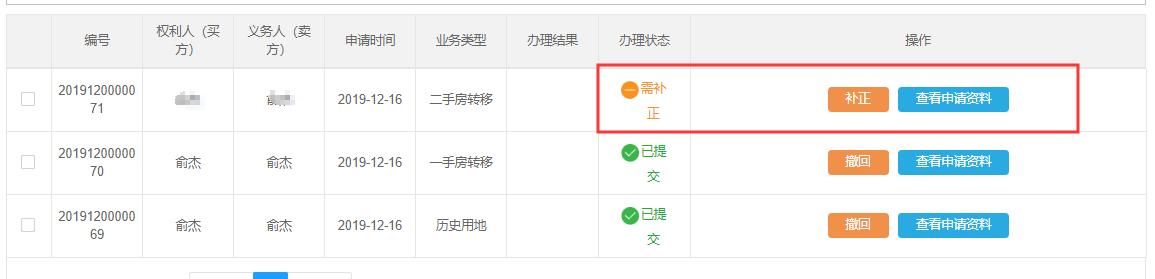 编号
权利人（买
方）
义务人（卖
方）
申请时间
业务类型
办理结果
办理状态
操作
20191200000
71
2019-12-16
二手房转移
需补
正
补正
查看申请资料
20191200000
70
俞杰
俞杰
2019-12-16
一手房转移
已提
交
撤回
查看申请资料
20191200000
69
俞杰
俞杰
2019-12-16
历史用地
已提
交
撤回
查看申请资料